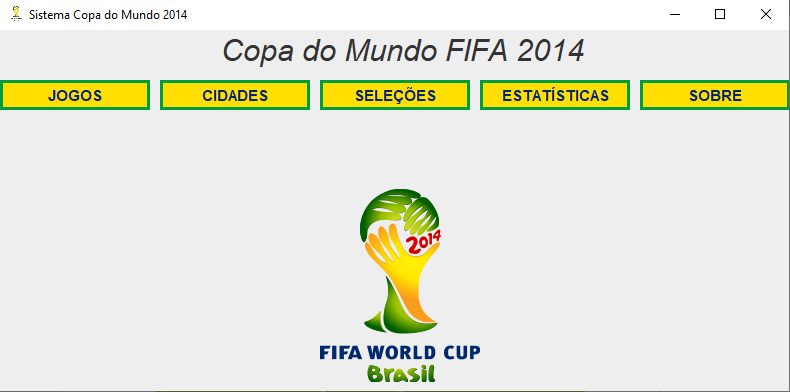 Sistema Copa do Mundo 2014
Copa do Mundo FIFA 2014
JOGOS CIDADES SELEÇÕES ESTATÍSTICAS SOBRE
2014
FIFA WORLD CUP
Brasil